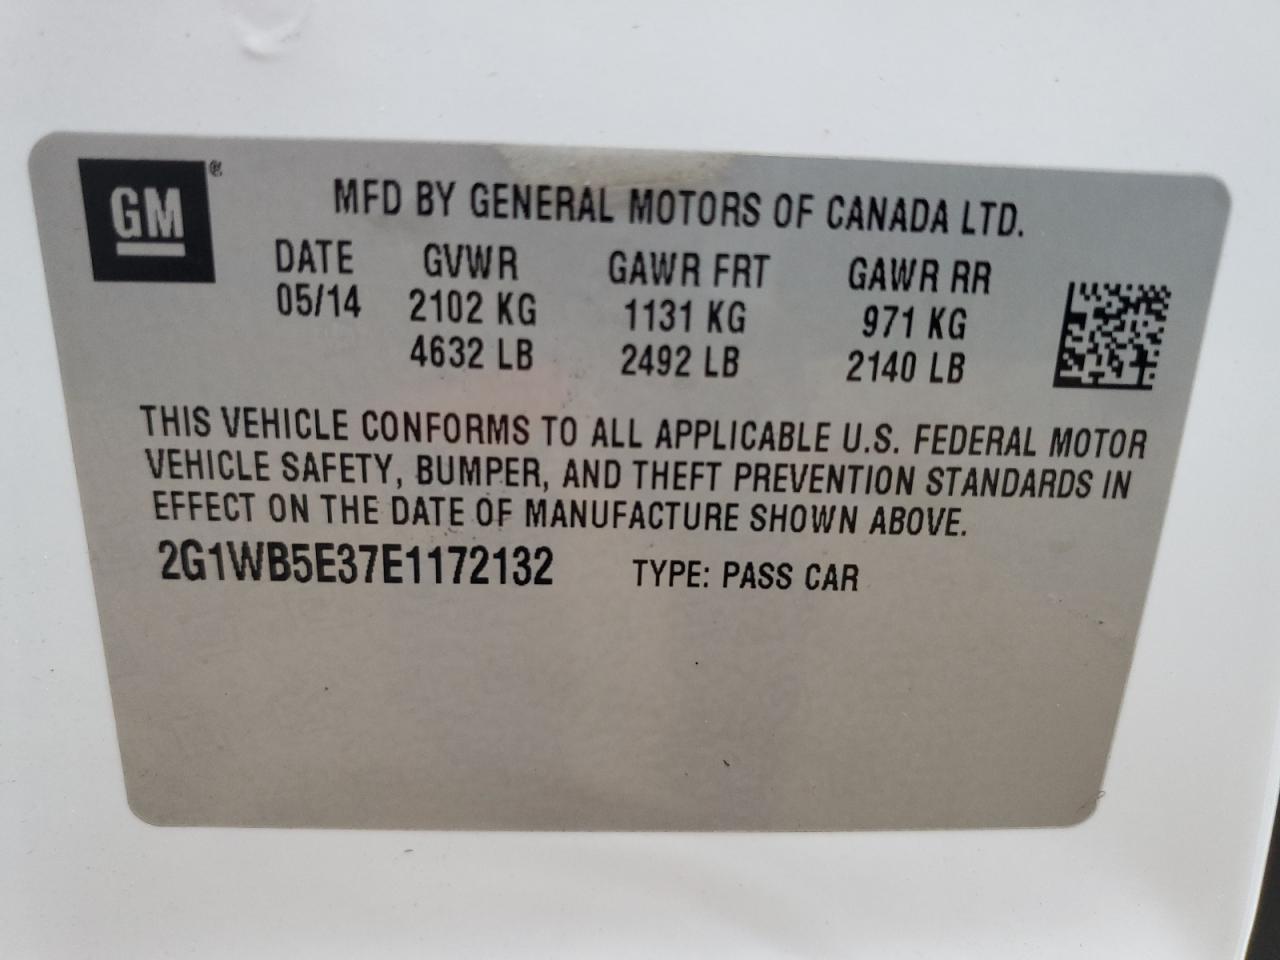 GM ®
MFD BY GENERAL MOTORS OF CANADA LTD.
DATE GVWR GAWR FRT GAWR RR
05/14 2102 KG 1131 KG 971 KG
4632 LB 2492 LB 2140 LB
THIS VEHICLE CONFORMS TO ALL APPLICABLE U.S. FEDERAL MOTOR
VEHICLE SAFETY, BUMPER, AND THEFT PREVENTION STANDARDS IN
EFFECT ON THE DATE OF MANUFACTURE SHOWN ABOVE.
2G1WB5E37E1172132 TYPE: PASS CAR